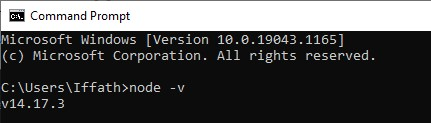 Command Prompt
Microsoft Windows [Version 10.0.19043.1165]
(c) Microsoft Corporation. All rights reserved.
C:\Users\Iffath>node -v
v14.17.3